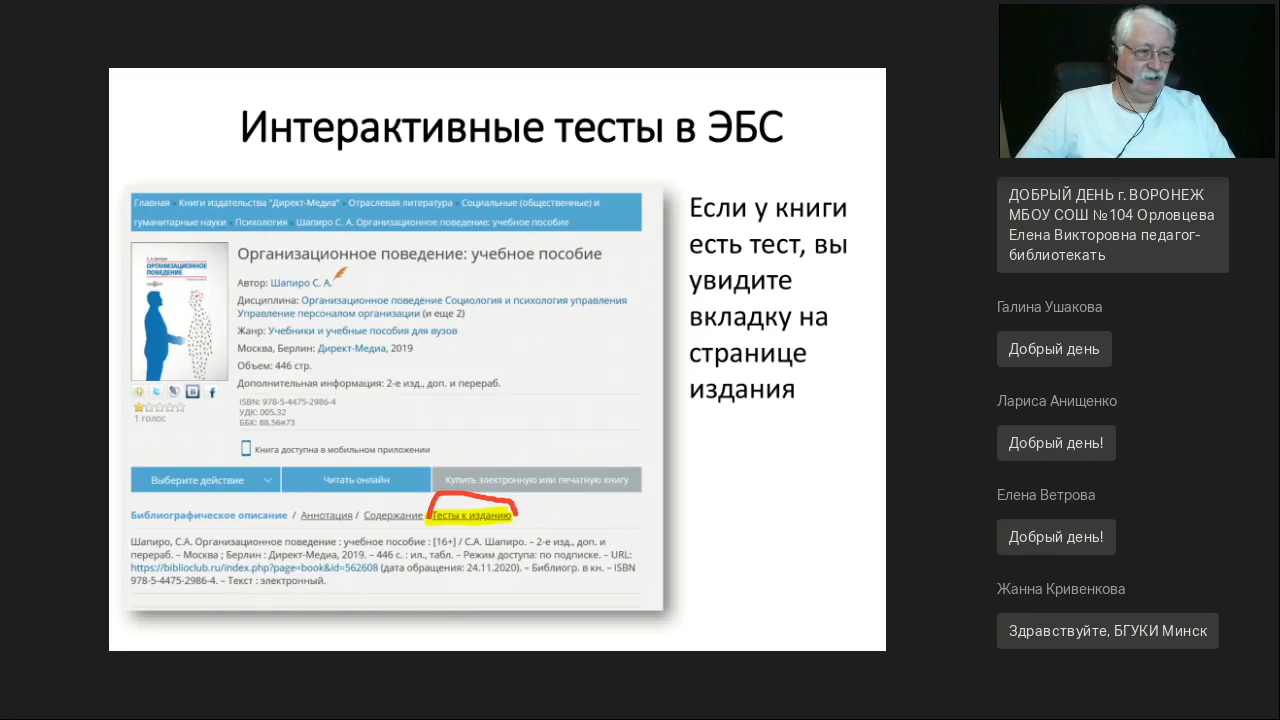 Интерактивные тесты в ЭБС
Главная Книги издательства "Директ-Медиа" Отраслевая литература Социальные (общественные) и
гуманитарные науки Психология Шапиро С. А. Организационное поведение: учебное пособие
ОРГАНИЗАЦИОННОЕ
ПОВЕДЕНИЕ
Организационное поведение: учебное пособие
Автор: Шапиро С. А.
Дисциплина: Организационное поведение Социология и психология управления
Управление персоналом организации (и еще 2)
Жанр: Учебники и учебные пособия для вузов
Москва, Берлин: Директ-Медиа, 2019
Объем: 446 стр.
Дополнительная информация: 2-е изд., доп. и перераб.
ISBN: 978-5-4475-2986-4
УДК: 005.32
ББК: 88.56я73
1 голос
Книга доступна в мобильном приложении
Выберите действие
Читать онлайн
Купить электронную или печатную книгу
Библиографическое описание / Аннотация / Содержание Тесты к изданию
Шапиро, С.А. Организационное поведение : учебное пособие : [16+] / С.А. Шапиро. – 2-е изд., доп. и
перераб. – Москва ; Берлин : Директ-Медиа, 2019. – 446 с. : ил., табл. – Режим доступа: по подписке. – URL:
https://biblioclub.ru/index.php?page=book&id=562608 (дата обращения: 24.11.2020). – Библиогр. в кн. – ISBN
978-5-4475-2986-4. – Текст : электронный.
Если у книги
есть тест, вы
увидите
вкладку на
странице
издания
ДОБРЫЙ ДЕНЬ г. ВОРОНЕЖ
МБОУ СОШ №104 Орловцева
Елена Викторовна педагог-
библиотекать
Галина Ушакова
Добрый день
Лариса Анищенко
Добрый день!
Елена Ветрова
Добрый день!
Жанна Кривенкова
Здравствуйте, БГУКИ Минск